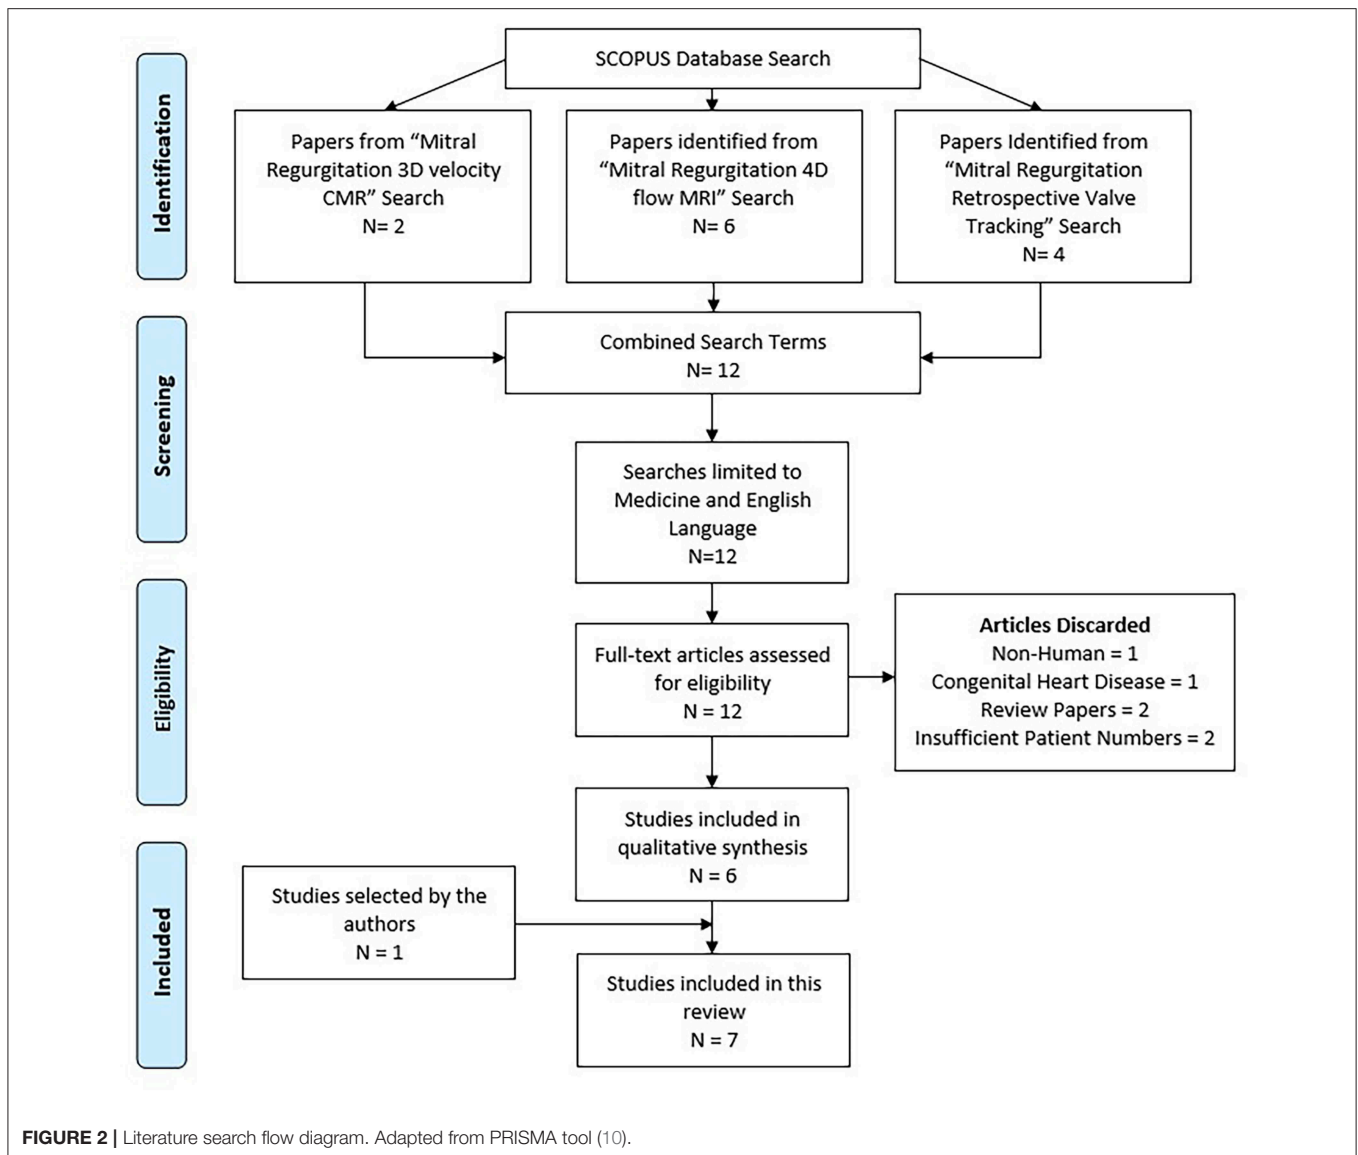 SCOPUS Database Search
Identification
Papers from “Mitral
Regurgitation 3D velocity
CMR” Search
N= 2
Papers identified from
“Mitral Regurgitation 4D
flow MRI” Search
N= 6
Papers Identified from
“Mitral Regurgitation
Retrospective Valve
Tracking” Search
N= 4
Screening
Combined Search Terms
N= 12
Searches limited to
Medicine and English
Language
N=12
Eligibility
Full-text articles assessed
for eligibility
N = 12
Articles Discarded
Non-Human = 1
Congenital Heart Disease = 1
Review Papers = 2
Insufficient Patient Numbers = 2
Studies included in
qualitative synthesis
N = 6
Included
Studies selected by the
authors
N = 1
Studies included in this
review
N = 7
FIGURE 2 | Literature search flow diagram. Adapted from PRISMA tool (10).